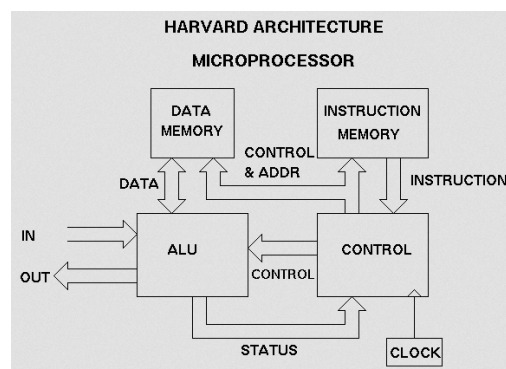 HARVARD ARCHITECTURE
MICROPROCESSOR
DATA
MEMORY
INSTRUCTION
MEMORY
CONTROL
& ADDR
DATA
INSTRUCTION
IN
ALU
CONTROL
OUT
CONTROL
STATUS
CLOCK